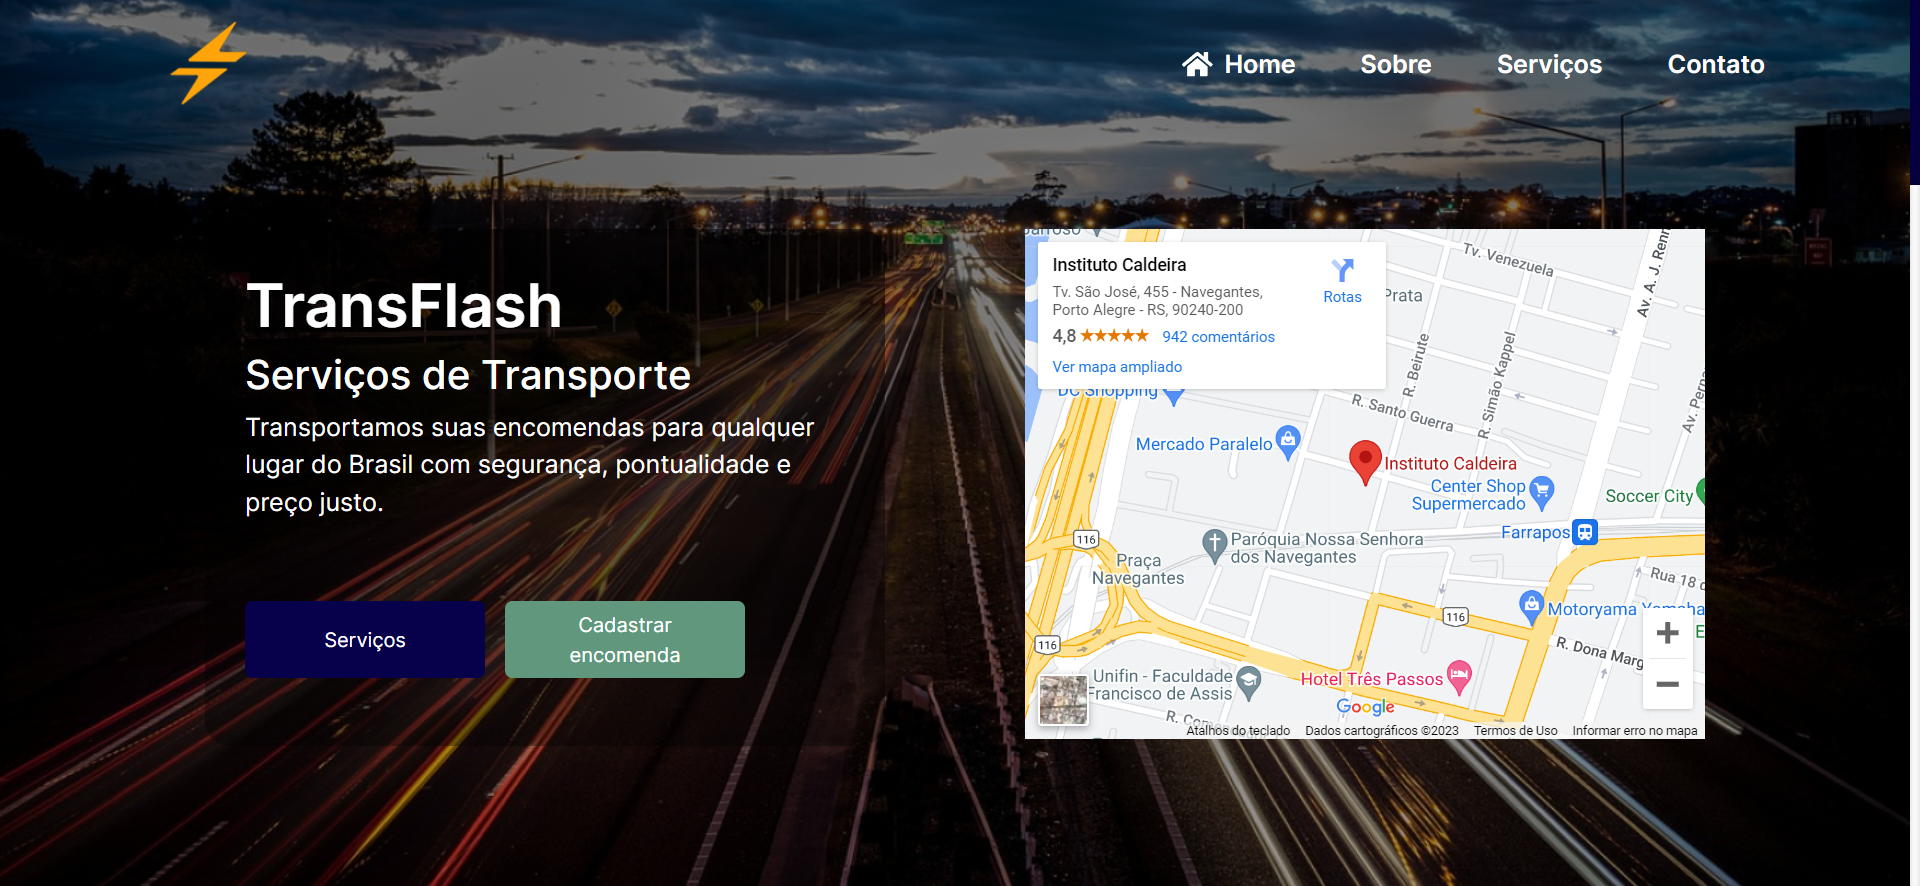 Home Sobre Serviços Contato
TransFlash
Serviços de Transporte
Transportamos suas encomendas para qualquer
lugar do Brasil com segurança, pontualidade e
preço justo.
Serviços
Cadastrar
encomenda
Instituto Caldeira
Tv. São José, 455 - Navegantes,
Porto Alegre - RS, 90240-200
Rotas
4,8 942 comentários
Ver mapa ampliado
Tv. Venezuela
Prata
Av. A. J. Renn
R. Beirute
R. Simão Kappel
DC Shopping
R. Santo Guerra
Av. Perna
Mercado Paralelo
Instituto Caldeira
Center Shop
Supermercado
Soccer City
Farrapos
116
Paróquia Nossa Senhora
dos Navegantes
Praça
Navegantes
Rua 18 d
Motoryama Yamaha
116
116
R. Dona Marg
E
Unifin - Faculdade
Francisco de Assis
Hotel Três Passos
Google
Atalhos do teclado Dados cartográficos ©2023 Termos de Uso Informar erro no mapa